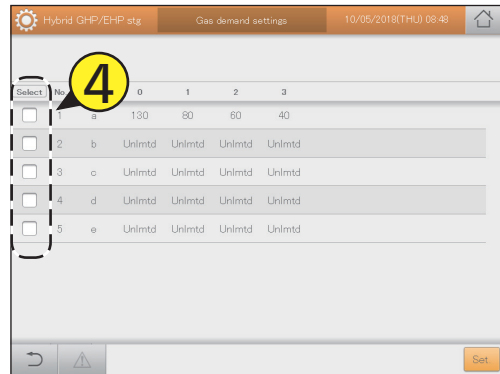 Hybrid GHP/EHP stg Gas demand settings 10/05/2018(THU) 08:48
4
Select No. 0 1 2 3
1 a 130 80 60 40
2 b Unlmtd Unlmtd Unlmtd Unlmtd
3 c Unlmtd Unlmtd Unlmtd Unlmtd
4 d Unlmtd Unlmtd Unlmtd Unlmtd
5 e Unlmtd Unlmtd Unlmtd Unlmtd
Set.